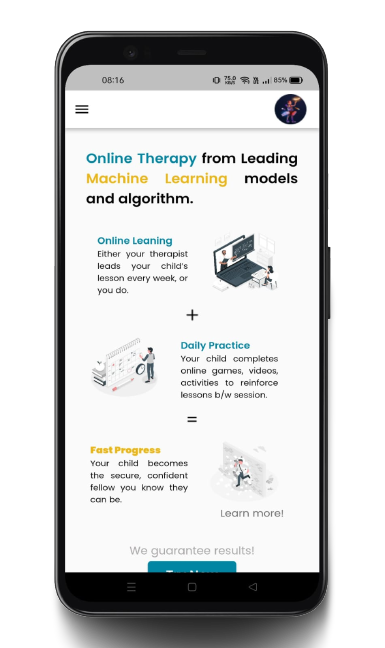 08:16
75.0 KB/S
85%
Online Therapy from Leading
Machine Learning models
and algorithm.
Online Leaning
Either your therapist
leads your child's
lesson every week, or
you do.
+
Daily Practice
Your child completes
online games, videos,
activities to reinforce
lessons b/w session.
=
Fast Progress
Your child becomes
the secure, confident
fellow you know they
can be.
Learn more!
We guarantee results!